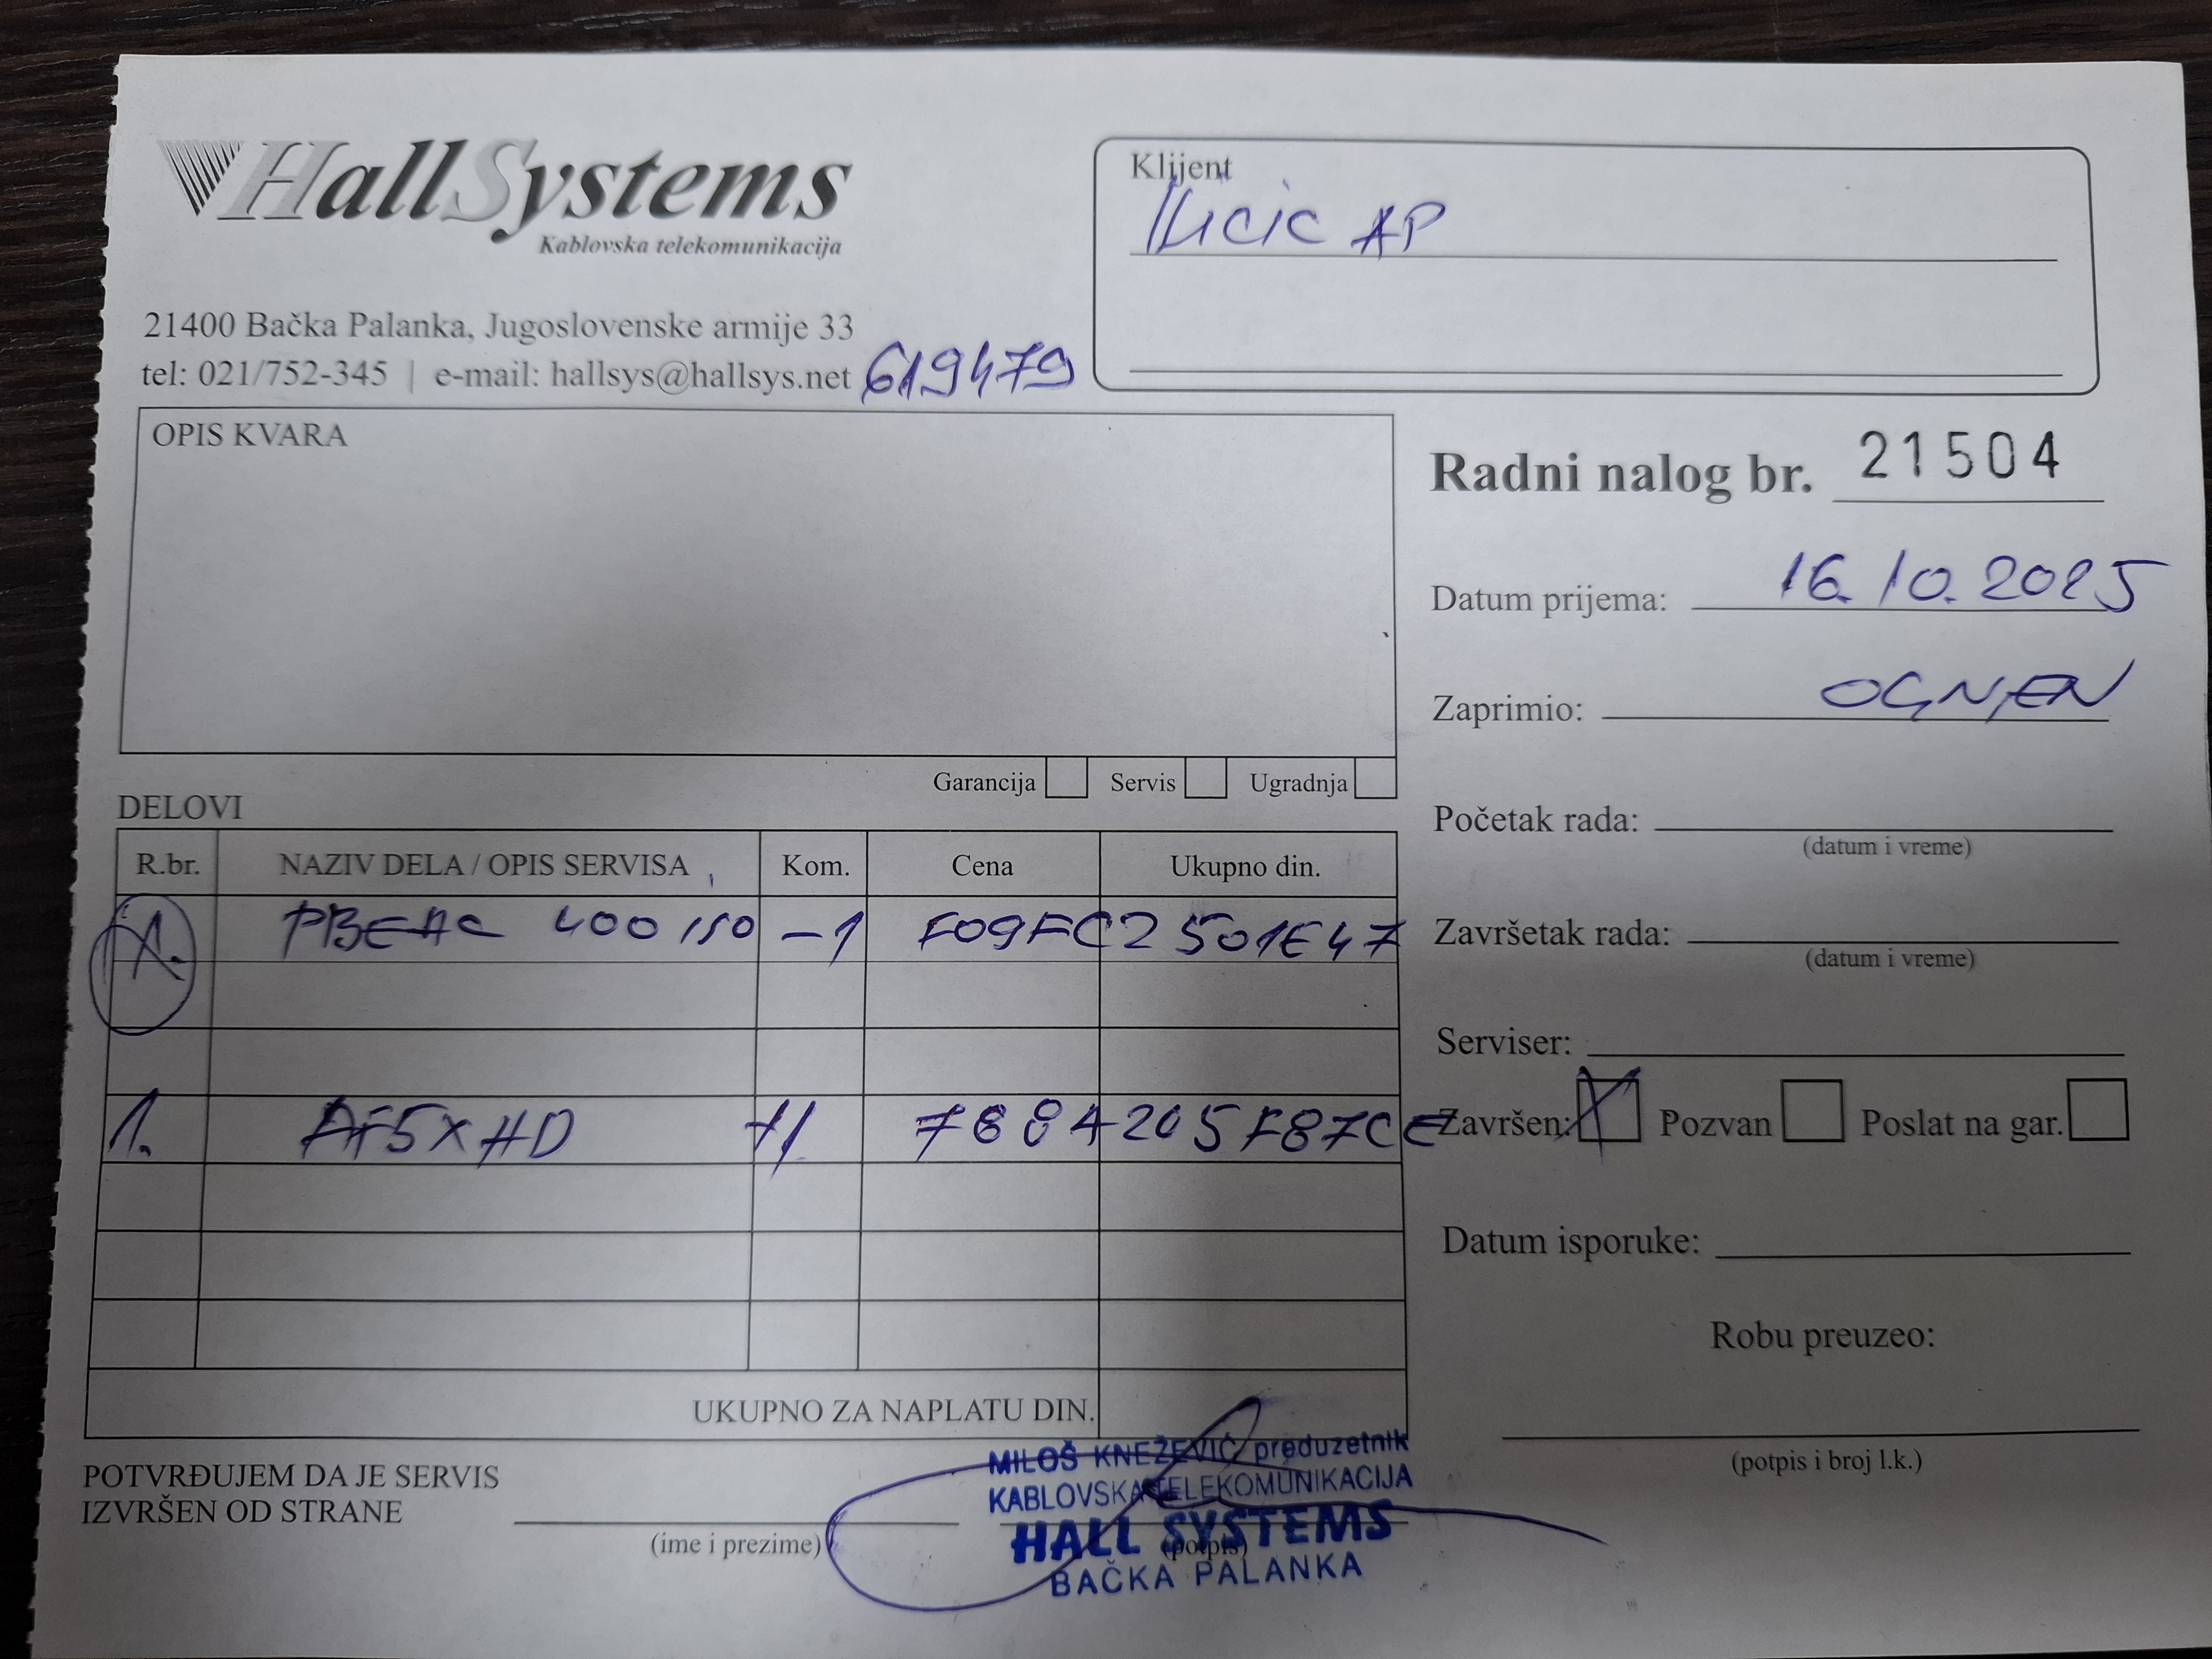 HallSystems
Kablovska telekomunikacija
21400 Bačka Palanka, Jugoslovenske armije 33
tel: 021/752-345 | e-mail: hallsys@hallsys.net 619479
Klijent
ILICIC AP
OPIS KVARA
Garancija Servis Ugradnja
Radni nalog br. 21504
Datum prijema: 16.10.2025
Zaprimio: OGNJEN
Početak rada:
(datum i vreme)
Završetak rada:
(datum i vreme)
Serviser:
Završen: X Pozvan Poslat na gar.
Datum isporuke:
Robu preuzeo:
(potpis i broj l.k.)
DELOVI
R.br. NAZIV DELA / OPIS SERVISA Kom. Cena Ukupno din.
1. PBEAC 400 ISO -1 F09FC2501E47
1. AF5XHD +1 7884205F87CE
UKUPNO ZA NAPLATU DIN.
POTVRĐUJEM DA JE SERVIS
IZVRŠEN OD STRANE
(ime i prezime)
(potpis)
MILOŠ KNEŽEVIĆ preduzetnik
KABLOVSKA TELEKOMUNIKACIJA
HALL SYSTEMS
BAČKA PALANKA